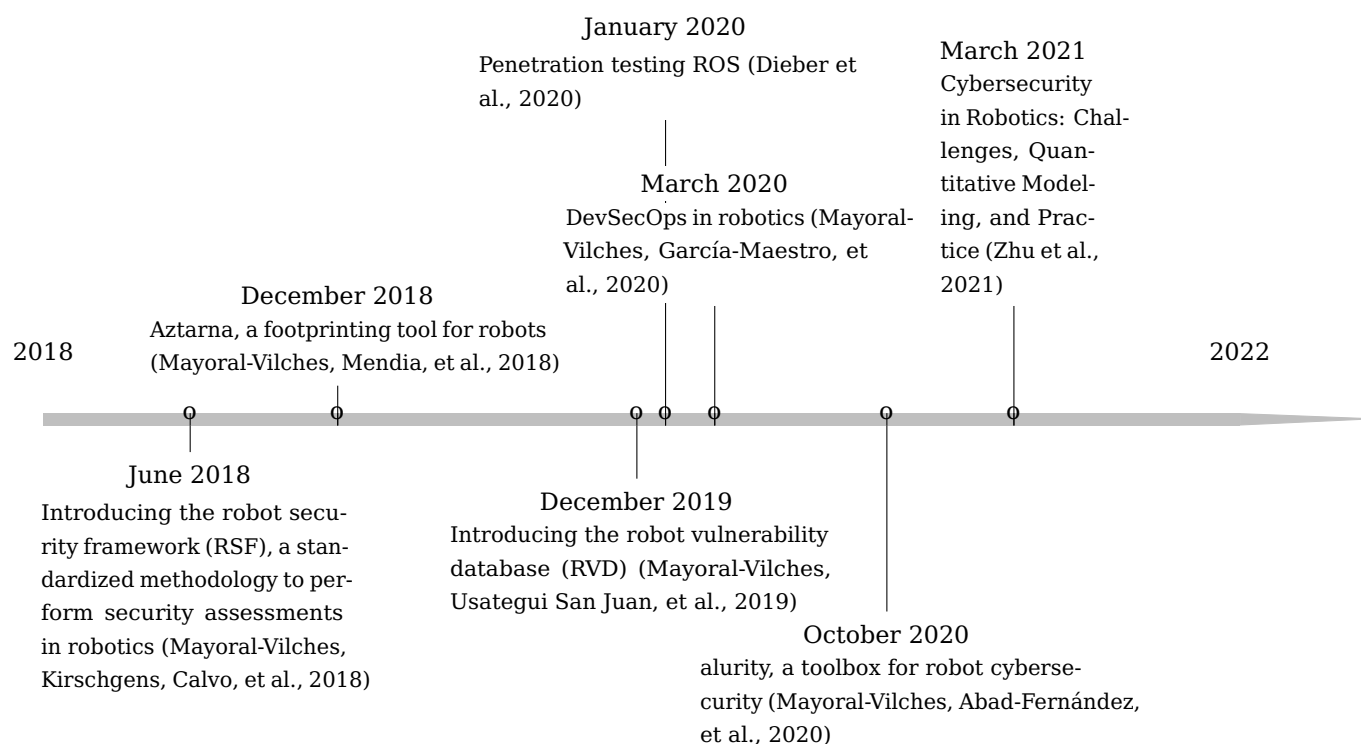 January 2020
Penetration testing ROS (Dieber et
al., 2020)
March 2021
Cybersecurity
in Robotics: Chal-
lenges, Quan-
titative Model-
ing, and Prac-
tice (Zhu et al.,
2021)
March 2020
DevSecOps in robotics (Mayoral-
Vilches, García-Maestro, et
al., 2020)
December 2018
Aztarna, a footprinting tool for robots
(Mayoral-Vilches, Mendia, et al., 2018)
2018
2022
June 2018
Introducing the robot secu-
rity framework (RSF), a stan-
dardized methodology to per-
form security assessments
in robotics (Mayoral-Vilches,
Kirschgens, Calvo, et al., 2018)
December 2019
Introducing the robot vulnerability
database (RVD) (Mayoral-Vilches,
Usategui San Juan, et al., 2019)
October 2020
alurity, a toolbox for robot cyberse-
curity (Mayoral-Vilches, Abad-Fernández,
et al., 2020)